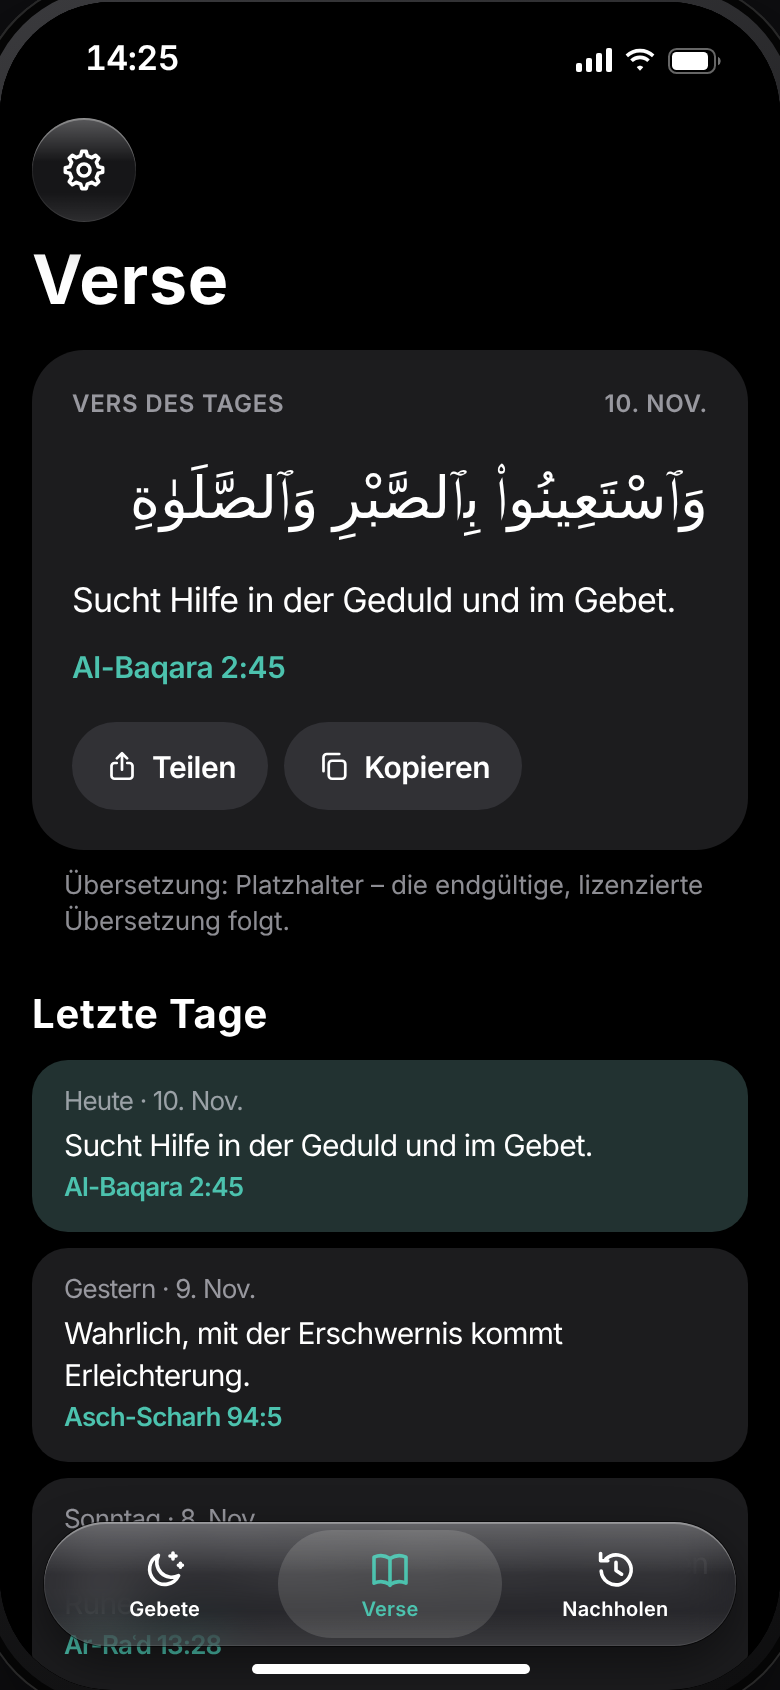 14:25
Verse
VERS DES TAGES
10. NOV.
وَٱسْتَعِينُوا۟ بِٱلصَّبْرِ وَٱلصَّلَوٰةِ
Sucht Hilfe in der Geduld und im Gebet.
Al-Baqara 2:45
Teilen
Kopieren
Übersetzung: Platzhalter – die endgültige, lizenzierte
Übersetzung folgt.
Letzte Tage
Heute · 10. Nov.
Sucht Hilfe in der Geduld und im Gebet.
Al-Baqara 2:45
Gestern · 9. Nov.
Wahrlich, mit der Erschwernis kommt
Erleichterung.
Asch-Scharh 94:5
Sonntag · 8. Nov.
Gebete
Verse
Nachholen
Ar-Ra'd 13:28